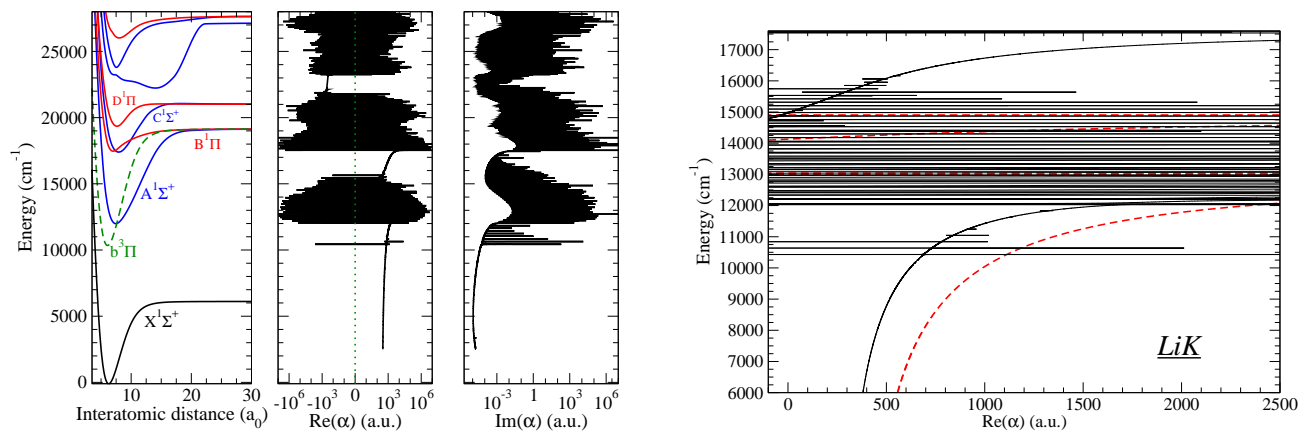 25000
20000
15000
10000
5000
0
Energy (cm⁻¹)
D¹Π
C¹Σ⁺
B¹Π
A¹Σ⁺
b³Π
X¹Σ⁺
10 20 30
Interatomic distance (a₀)
-10⁶ -10³ 0 10³ 10⁶
Re(α) (a.u.)
10⁻³ 10⁰ 10³ 10⁶
Im(α) (a.u.)
17000
16000
15000
14000
13000
12000
11000
10000
9000
8000
7000
6000
Energy (cm⁻¹)
LiK
0 500 1000 1500 2000 2500
Re(α) (a.u.)